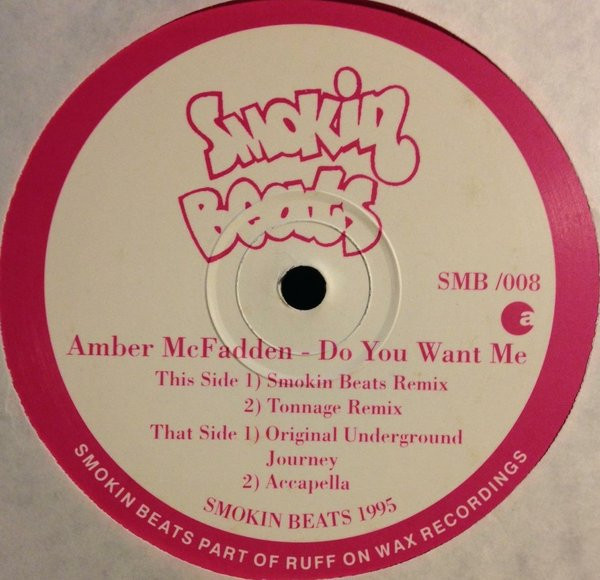 Smokin
Beats
SMB /008
a
Amber McFadden - Do You Want Me
This Side 1) Smokin Beats Remix
2) Tonnage Remix
That Side 1) Original Underground
Journey
2) Accapella
SMOKIN BEATS 1995
SMOKIN BEATS PART OF RUFF ON WAX RECORDINGS